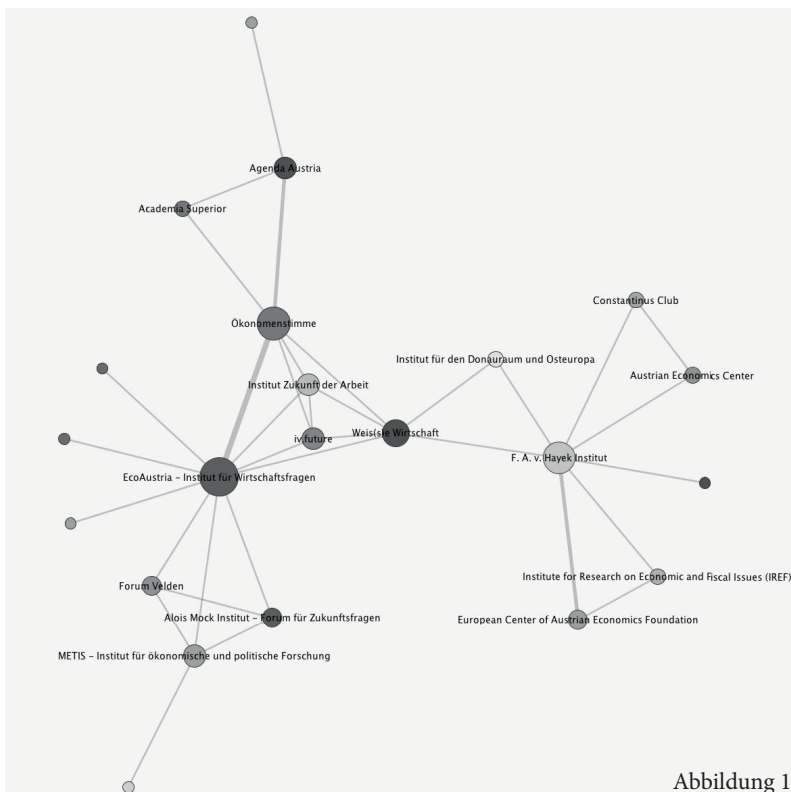 Agenda Austria
Academia Superior
Ökonomenstimme
Constantinus Club
Institut für den Donauraum und Osteuropa
Austrian Economics Center
Institut Zukunft der Arbeit
iv.future
Weis(s)e Wirtschaft
F. A. v. Hayek Institut
EcoAustria – Institut für Wirtschaftsfragen
Institute for Research on Economic and Fiscal Issues (IREF)
Forum Velden
Alois Mock Institut – Forum für Zukunftsfragen
European Center of Austrian Economics Foundation
METIS – Institut für ökonomische und politische Forschung
Abbildung 1